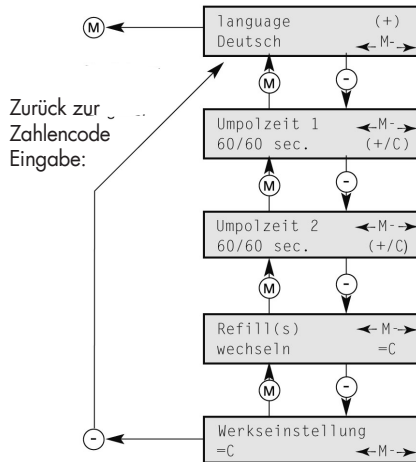 language (+)
Deutsch ←M-→
M
M -
Zurück zur
Zahlencode
Eingabe:
Umpolzeit 1 ←M-→
60/60 sec. (+/C)
M -
Umpolzeit 2 ←M-→
60/60 sec. (+/C)
M -
Refill(s) ←M-→
wechseln =C
M -
Werkseinstellung
- =C ←M-→